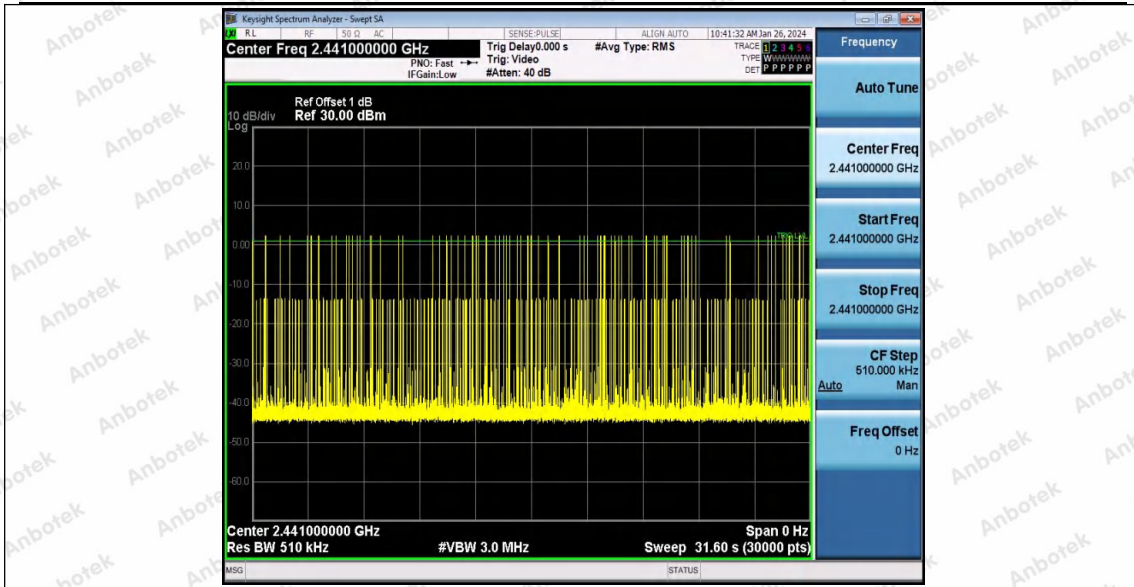 Keysight Spectrum Analyzer - Swept SA
LXI RL RF 50 Ω AC SENSE:PULSE ALIGN AUTO 10:41:32 AM Jan 26, 2024
Center Freq 2.441000000 GHz Trig Delay0.000 s #Avg Type: RMS TRACE 1 2 3 4 5 6
PNO: Fast Trig: Video TYPE WWWWWW
IFGain:Low #Atten: 40 dB DET P P P P P P
Frequency
Auto Tune
Center Freq
2.441000000 GHz
Start Freq
2.441000000 GHz
Stop Freq
2.441000000 GHz
CF Step
510.000 kHz
Auto Man
Freq Offset
0 Hz
Ref Offset 1 dB
10 dB/div Ref 30.00 dBm
Log
20.0
10.0
0.00
TRIG LVL
-10.0
-20.0
-30.0
-40.0
-50.0
-60.0
Center 2.441000000 GHz Span 0 Hz
Res BW 510 kHz #VBW 3.0 MHz Sweep 31.60 s (30000 pts)
MSG STATUS
Anbotek